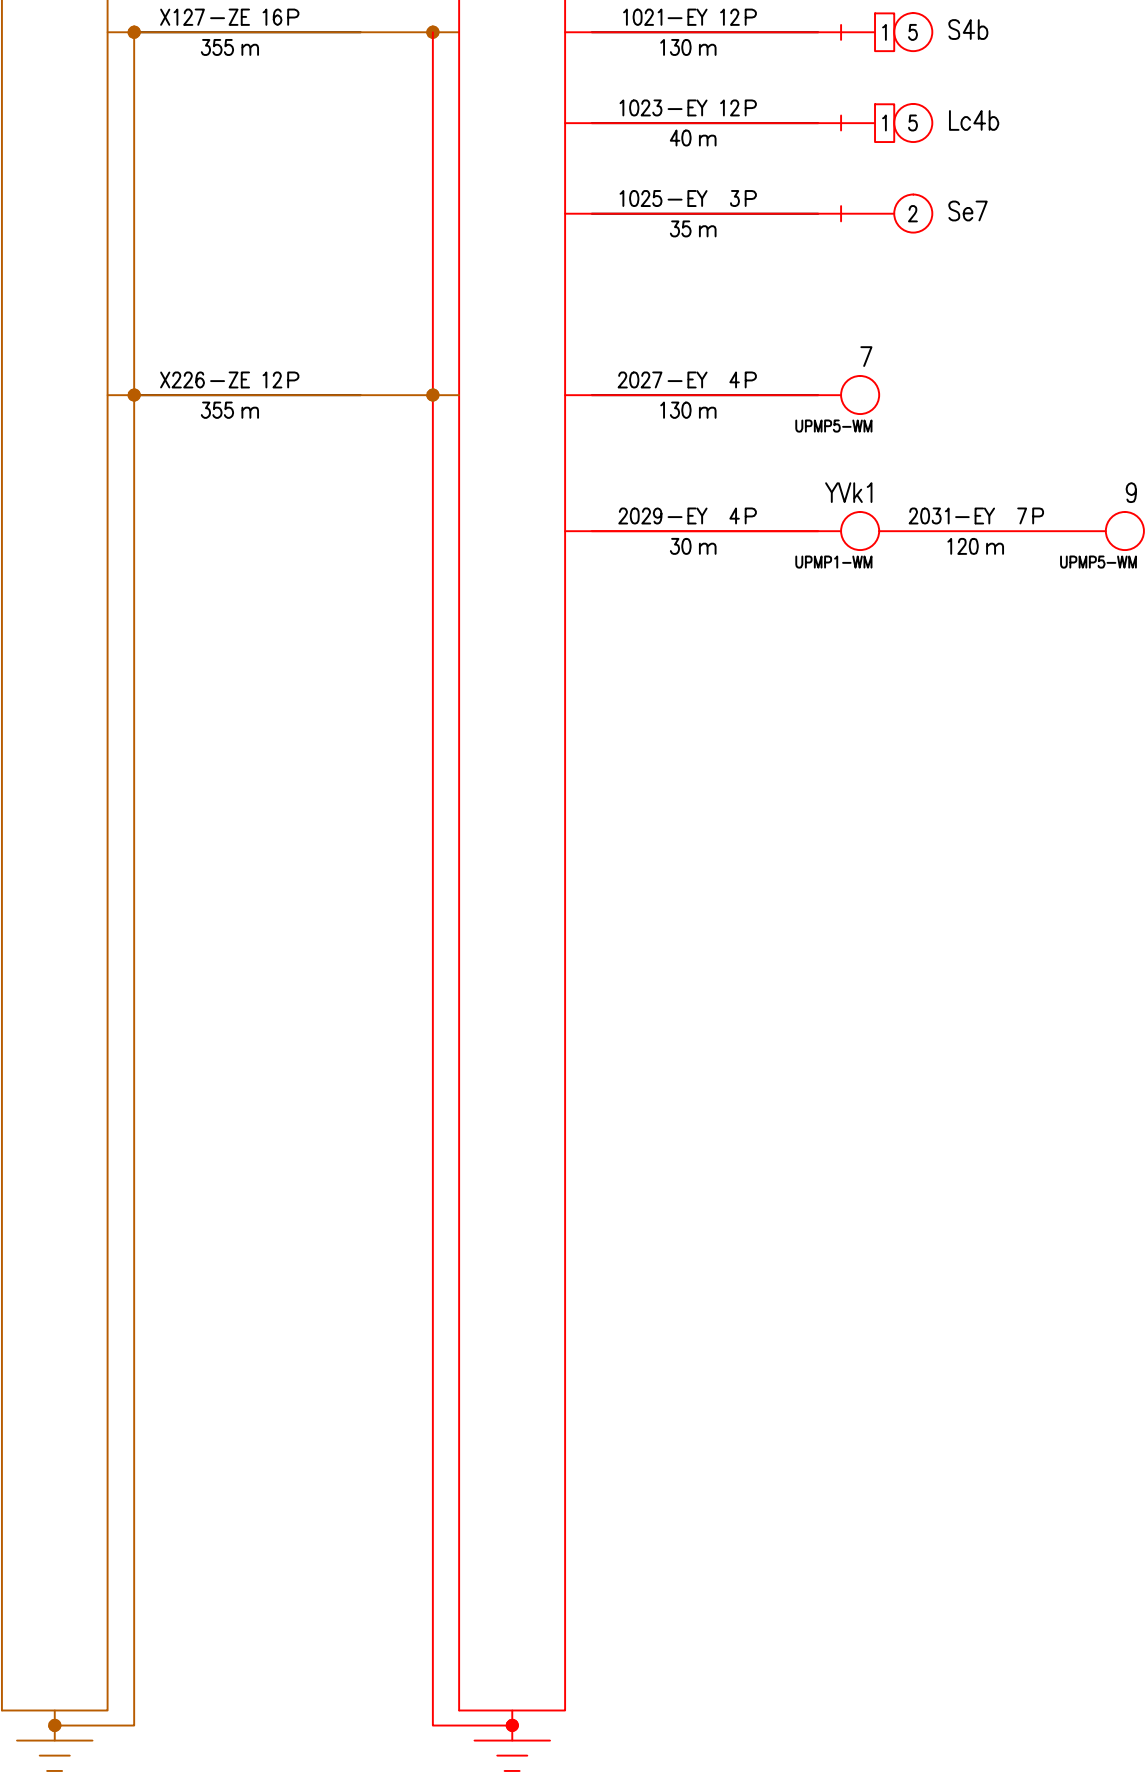 X127-ZE 16P
355 m
1021-EY 12P
130 m
1 5 S4b
1023-EY 12P
40 m
1 5 Lc4b
1025-EY 3P
35 m
2 Se7
X226-ZE 12P
355 m
2027-EY 4P
130 m
7
UPMP5-WM
2029-EY 4P
30 m
YVk1
UPMP1-WM
2031-EY 7P
120 m
9
UPMP5-WM